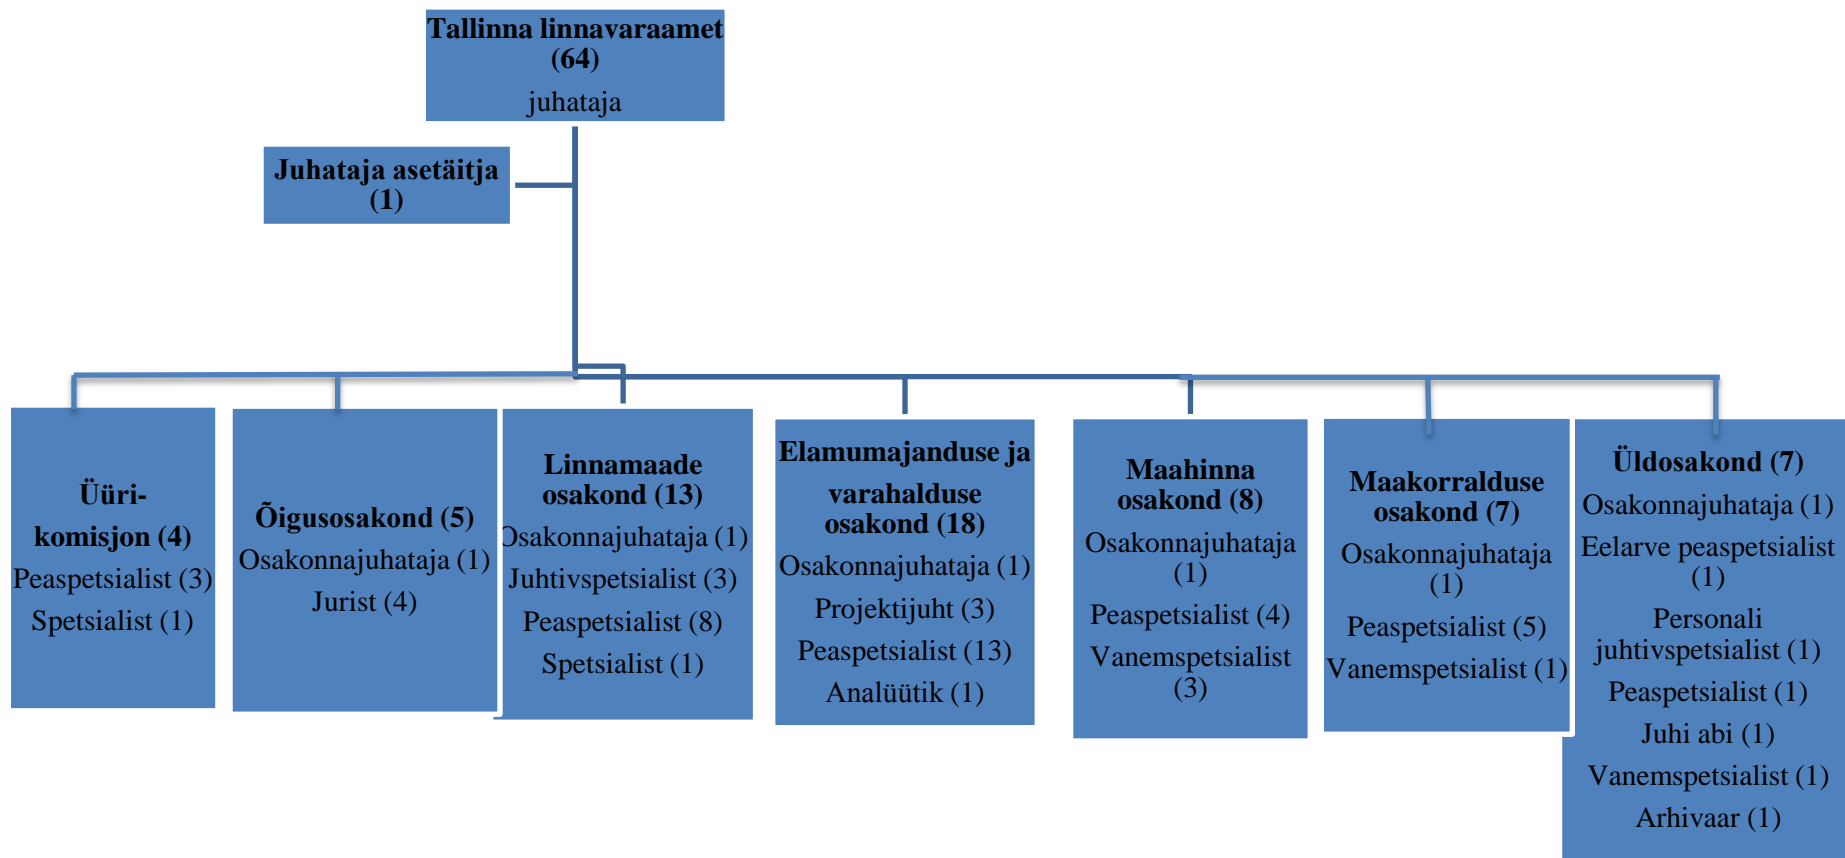 Tallinna linnavaraamet
(64)
juhataja
Juhataja asetäitja
(1)
Üüri-
komisjon (4)
Peaspetsialist (3)
Spetsialist (1)
Õigusosakond (5)
Osakonnajuhataja (1)
Jurist (4)
Linnamaade
osakond (13)
Osakonnajuhataja (1)
Juhtivspetsialist (3)
Peaspetsialist (8)
Spetsialist (1)
Elamumajanduse ja
varahalduse
osakond (18)
Osakonnajuhataja (1)
Projektijuht (3)
Peaspetsialist (13)
Analüütik (1)
Maahinna
osakond (8)
Osakonnajuhataja
(1)
Peaspetsialist (4)
Vanemspetsialist
(3)
Maakorralduse
osakond (7)
Osakonnajuhataja
(1)
Peaspetsialist (5)
Vanemspetsialist (1)
Üldosakond (7)
Osakonnajuhataja (1)
Eelarve peaspetsialist
(1)
Personali
juhtivspetsialist (1)
Peaspetsialist (1)
Juhi abi (1)
Vanemspetsialist (1)
Arhivaar (1)